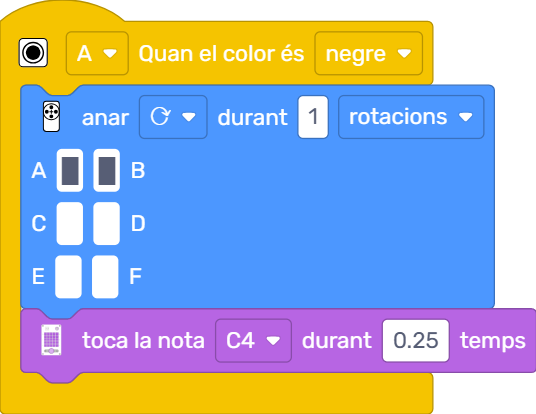 A Quan el color és negre
anar durant 1 rotacions
A B
C D
E F
toca la nota C4 durant 0.25 temps